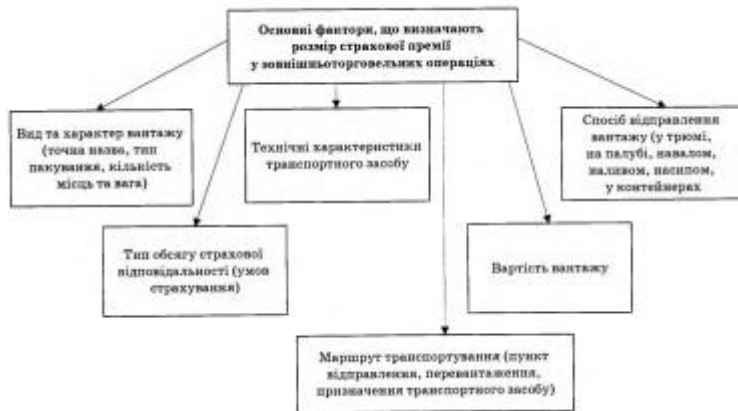 Основні фактори, що визначають
розмір страхової премії
у зовнішньоторговельних операціях
Вид та характер вантажу
(точна назва, тип
пакування, кількість
місць та вага)
Технічні характеристики
транспортного засобу
Спосіб відправлення
вантажу (у трюмі,
на палубі, навалом,
наливом, насипом,
у контейнерах
Тип обсягу страхової
відповідальності (умов
страхування)
Вартість вантажу
Маршрут транспортування (пункт
відправлення, перевантаження,
призначення транспортного засобу)